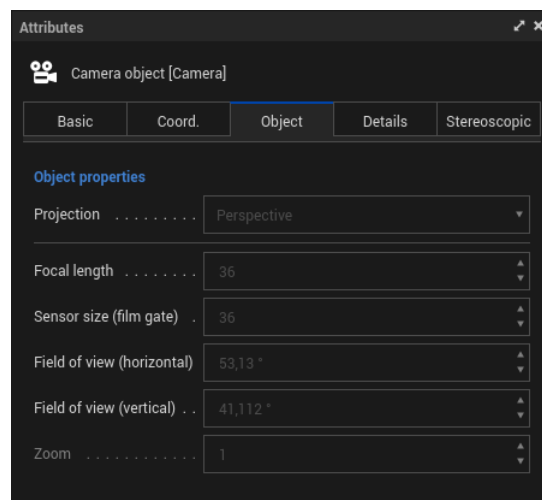 Attributes
Camera object [Camera]
Basic Coord. Object Details Stereoscopic
Object properties
Projection . . . . . . . . . Perspective
Focal length . . . . . . . . 36
Sensor size (film gate) . 36
Field of view (horizontal) 53,13 °
Field of view (vertical) . . 41,112 °
Zoom . . . . . . . . . . . . 1